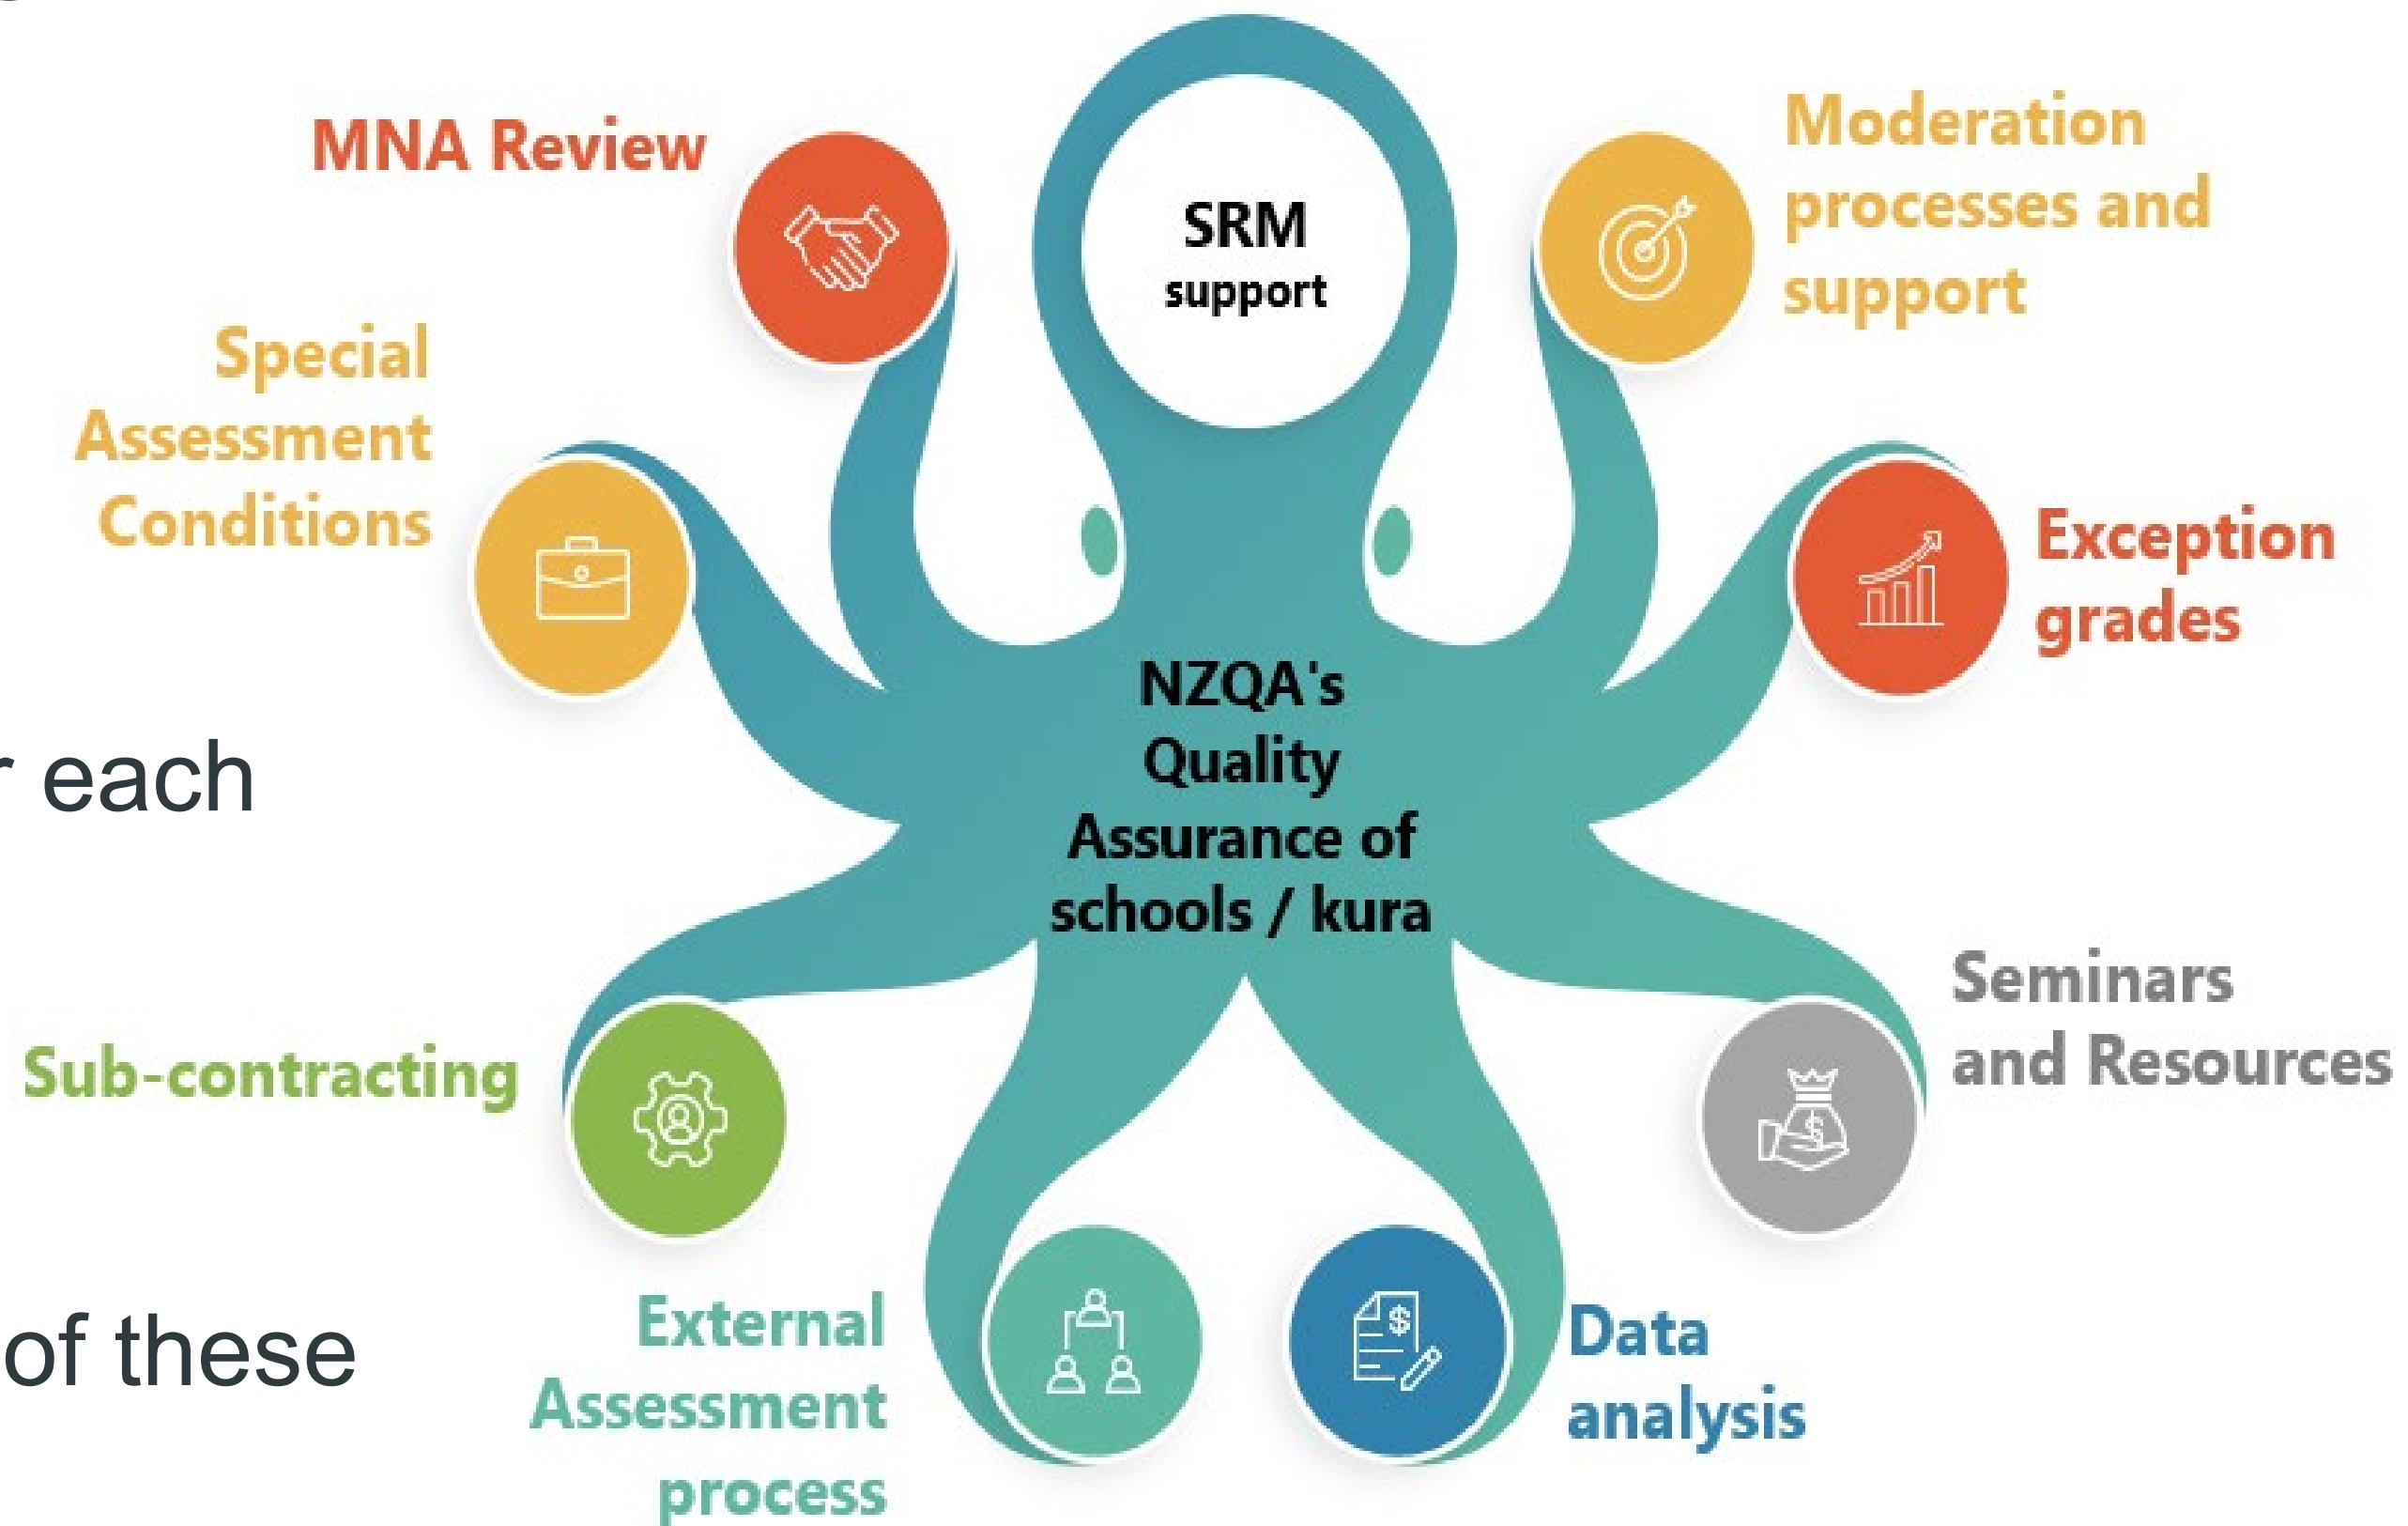 MNA Review
Special
Assessment
Conditions
r each
Sub-contracting
of these
External
Assessment
process
SRM
support
NZQA's
Quality
Assurance of
schools / kura
Moderation
processes and
support
Exception
grades
Seminars
and Resources
Data
analysis
$
$